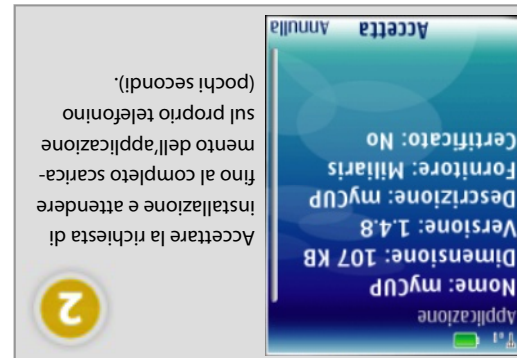 2
Accettare la richiesta di
installazione e attendere
fino al completo scarica-
mento dell'applicazione
sul proprio telefonino
(pochi secondi).
Applicazione
Nome: myCUP
Dimensione: 107 KB
Versione: 1.4.8
Descrizione: myCUP
Fornitore: Miliaris
Certificato: No
Accetta
Annulla